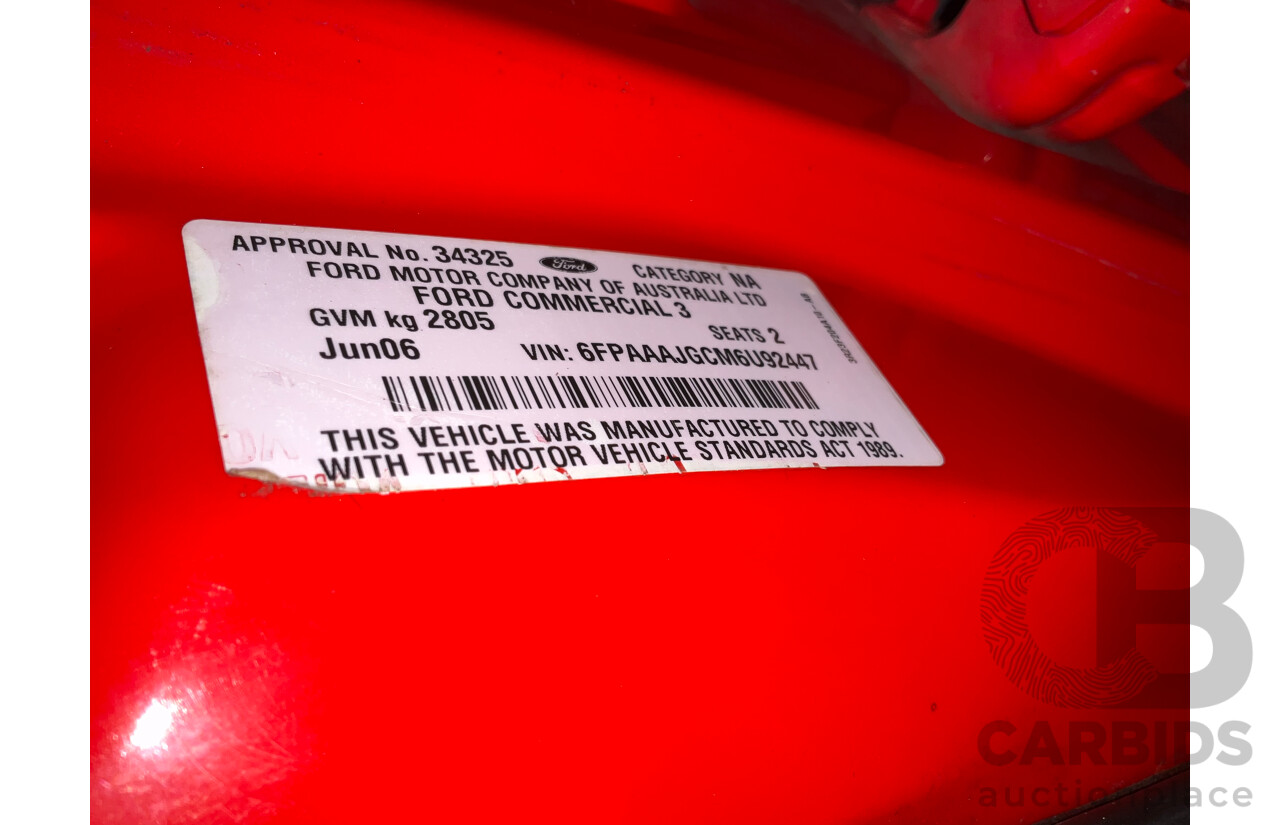 APPROVAL No. 34325 Ford CATEGORY NA
FORD MOTOR COMPANY OF AUSTRALIA LTD
FORD COMMERCIAL 3
GVM kg 2805 SEATS 2
Jun06 VIN: 6FPAAAJGCM6U92447
THIS VEHICLE WAS MANUFACTURED TO COMPLY
WITH THE MOTOR VEHICLE STANDARDS ACT 1989.
CB
CARBIDS
auctionplace